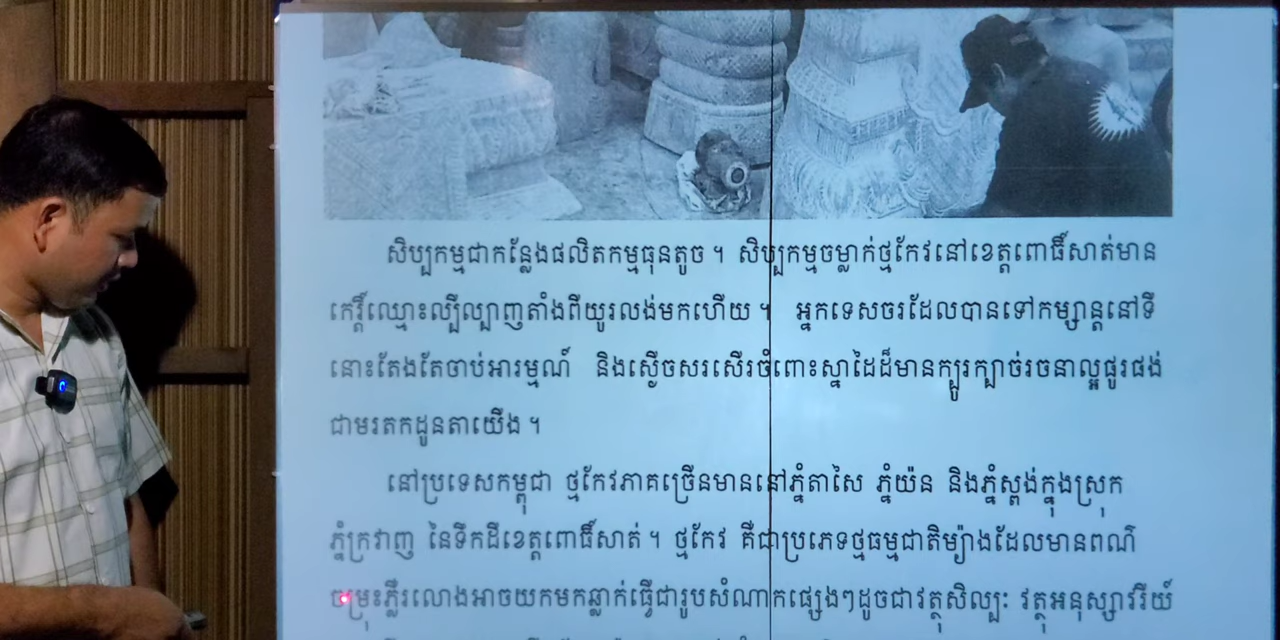 សិប្បកម្មជាកន្លែងផលិតកម្មធុនតូច ។ សិប្បកម្មចម្លាក់ថ្មកែវនៅខេត្តពោធិ៍សាត់មាន
កេរ្តិ៍ឈ្មោះល្បីល្បាញតាំងពីយូរលង់មកហើយ ។ អ្នកទេសចរដែលបានទៅកម្សាន្តនៅទី
នោះតែងតែចាប់អារម្មណ៍ និងស្ងើចសរសើរចំពោះស្នាដៃដ៏មានក្បូរក្បាច់រចនាល្អផូរផង់
ជាមរតកដូនតាយើង ។
នៅប្រទេសកម្ពុជា ថ្មកែវភាគច្រើនមាននៅភ្នំតាសៃ ភ្នំយ៉ន និងភ្នំស្ពង់ក្នុងស្រុក
ភ្នំក្រវាញ នៃទឹកដីខេត្តពោធិ៍សាត់ ។ ថ្មកែវ គឺជាប្រភេទថ្មធម្មជាតិម្យ៉ាងដែលមានពណ៌
ចម្រុះភ្លឺរលោងអាចយកមកឆ្លាក់ធ្វើជារូបសំណាកផ្សេងៗដូចជាវត្ថុសិល្បៈ វត្ថុអនុស្សាវរីយ៍